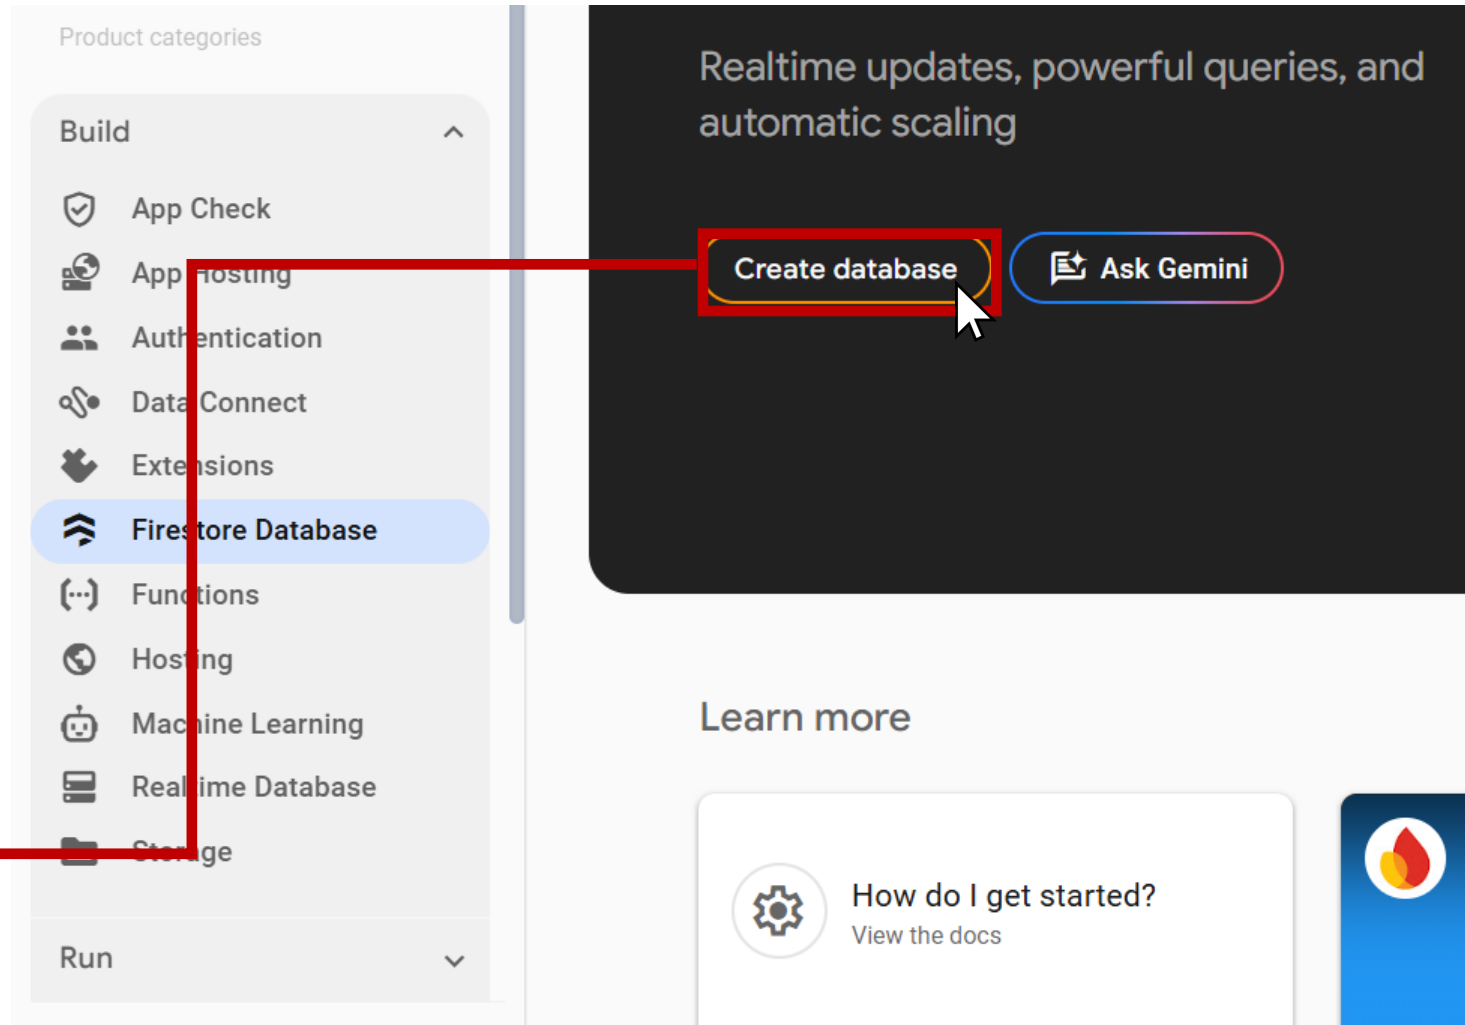 Product categories
Build
App Check
App Hosting
Authentication
Data Connect
Extensions
Firestore Database
Functions
Hosting
Machine Learning
Realtime Database
Storage
Run
Realtime updates, powerful queries, and
automatic scaling
Create database
Ask Gemini
Learn more
How do I get started?
View the docs